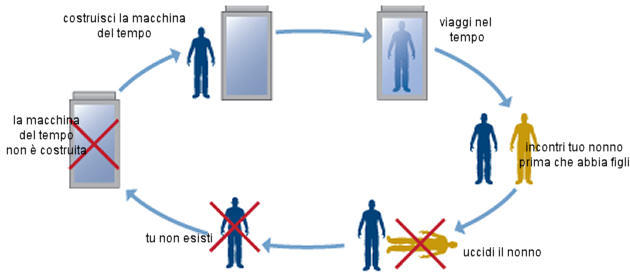 costruisci la macchina
del tempo
viaggi nel
tempo
incontri tuo nonno
prima che abbia figli
uccidi il nonno
tu non esisti
la macchina
del tempo
non è costruita